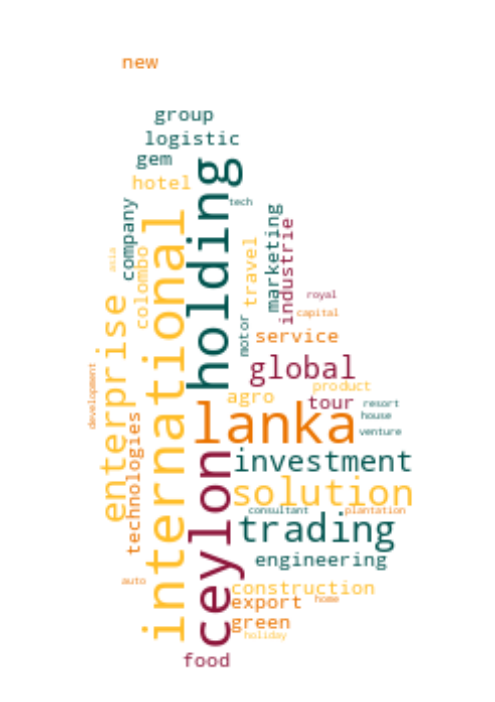 new
group
logistic
gem
hotel
holding
tech
company
international
marketing
industrie
travel
colombo
asia
royal
enterprise
capital
motor
service
global
development
product
agro
tour
resort
lanka
house
technologies
venture
ceylon
investment
solution
consultant
plantation
trading
engineering
auto
construction
export
home
green
holiday
food